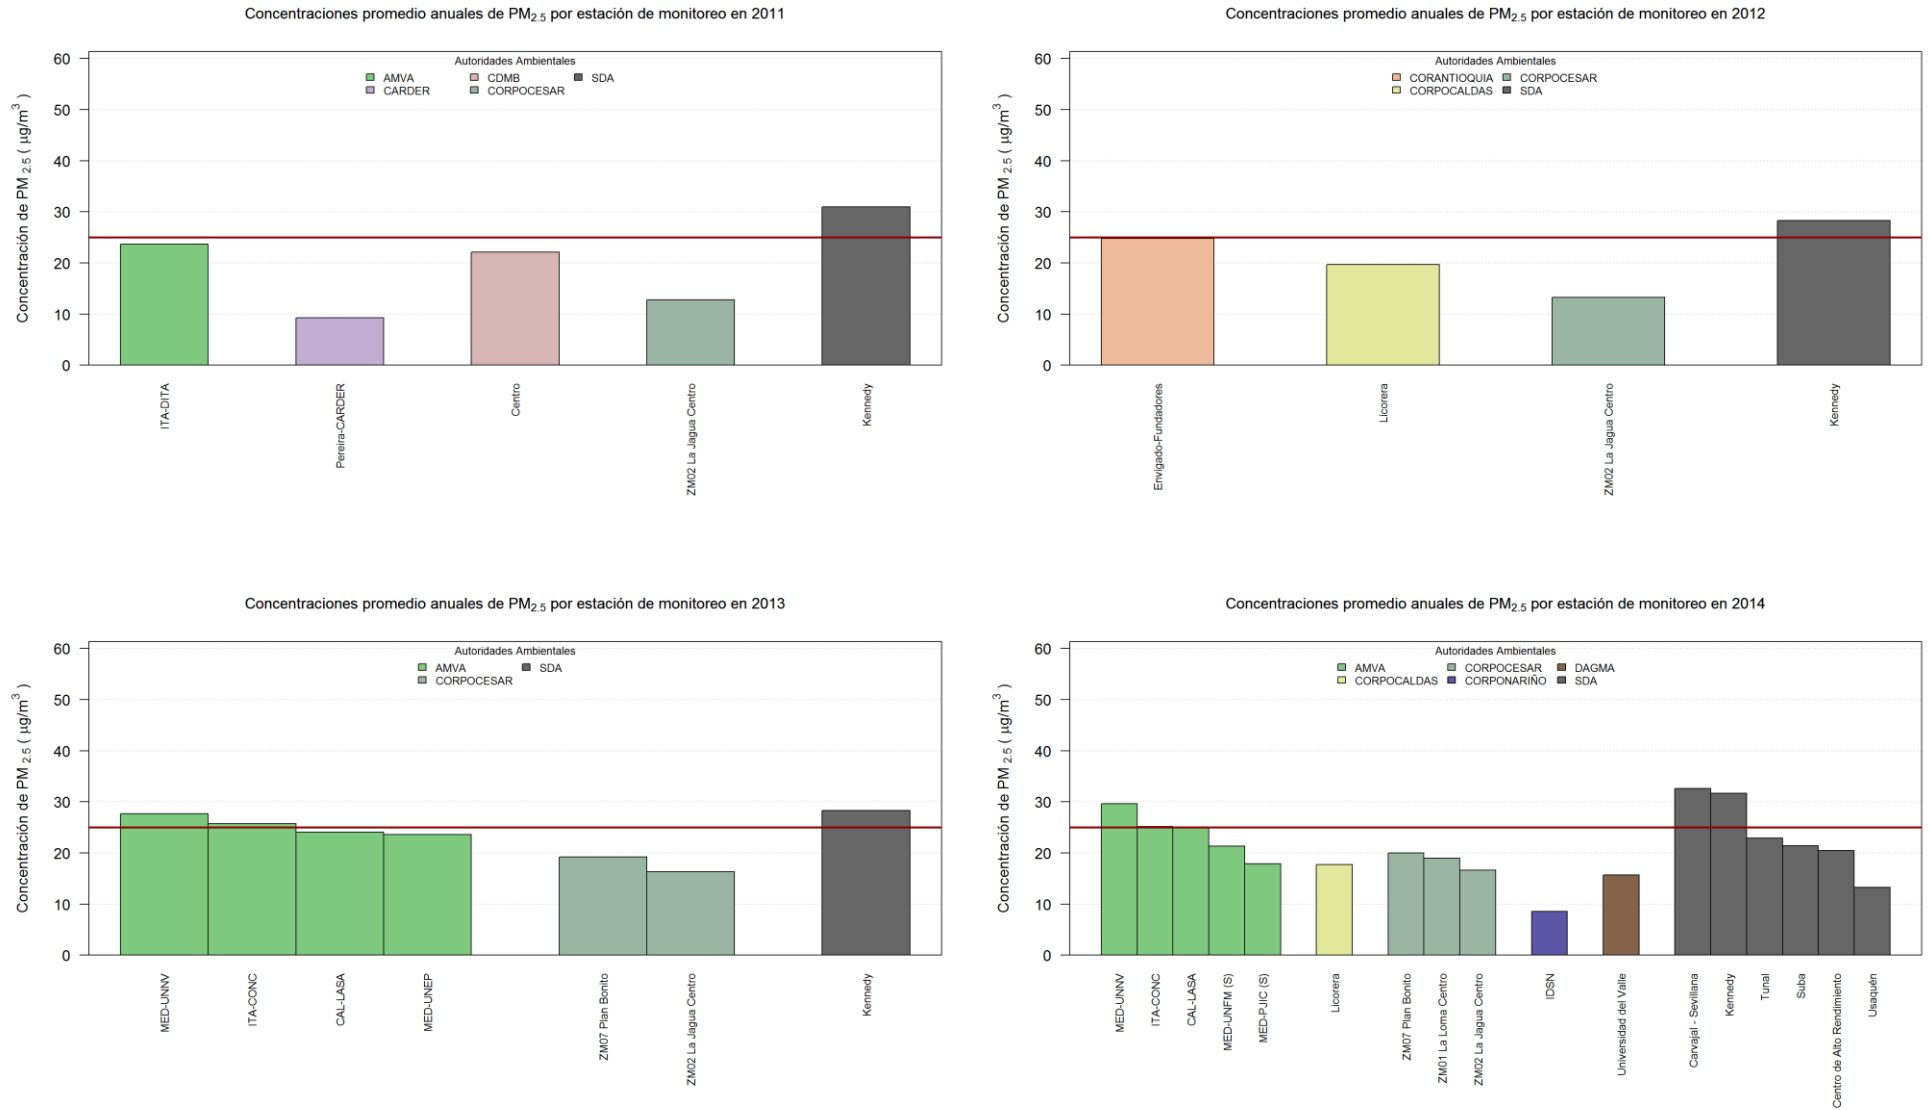 Concentraciones promedio anuales de PM2.5 por estación de monitoreo en 2011
Concentración de PM 2.5 ( µg/m3 )
60
50
40
30
20
10
0
Autoridades Ambientales
AMVA
CARDER
CDMB
CORPOCESAR
SDA
ITA-DITA
Pereira-CARDER
Centro
ZM02 La Jagua Centro
Kennedy
Concentraciones promedio anuales de PM2.5 por estación de monitoreo en 2012
Concentración de PM 2.5 ( µg/m3 )
60
50
40
30
20
10
0
Autoridades Ambientales
CORANTIOQUIA
CORPOCALDAS
CORPOCESAR
SDA
Envigado-Fundadores
Licorera
ZM02 La Jagua Centro
Kennedy
Concentraciones promedio anuales de PM2.5 por estación de monitoreo en 2013
Concentración de PM 2.5 ( µg/m3 )
60
50
40
30
20
10
0
Autoridades Ambientales
AMVA
CORPOCESAR
SDA
MED-UNNV
ITA-CONC
CAL-LASA
MED-UNEP
ZM07 Plan Bonito
ZM02 La Jagua Centro
Kennedy
Concentraciones promedio anuales de PM2.5 por estación de monitoreo en 2014
Concentración de PM 2.5 ( µg/m3 )
60
50
40
30
20
10
0
Autoridades Ambientales
AMVA
CORPOCALDAS
CORPOCESAR
CORPONARIÑO
DAGMA
SDA
MED-UNNV
ITA-CONC
CAL-LASA
MED-UNFM (S)
MED-PJIC (S)
Licorera
ZM07 Plan Bonito
ZM01 La Loma Centro
ZM02 La Jagua Centro
IDSN
Universidad del Valle
Carvajal - Sevillana
Kennedy
Tunal
Suba
Centro de Alto Rendimiento
Usaquén